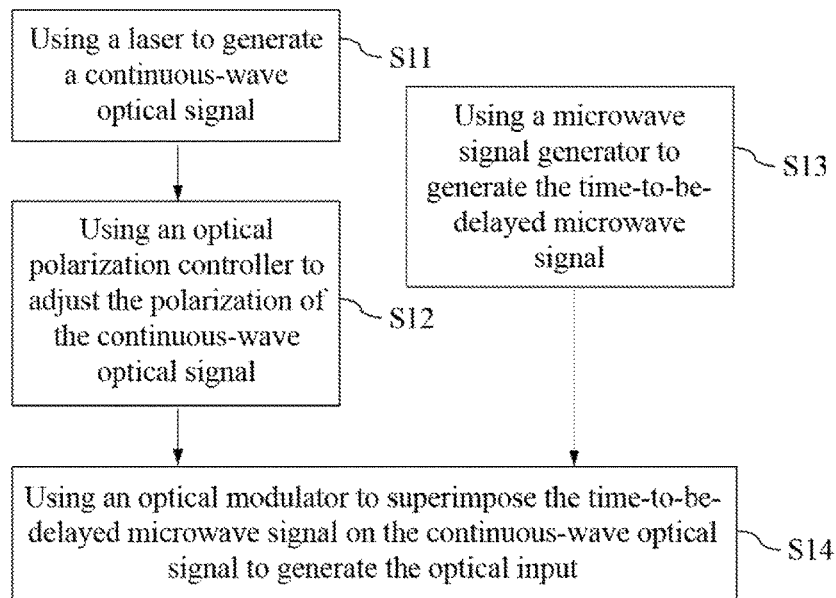 Using a laser to generate
a continuous-wave
optical signal
S11
Using an optical
polarization controller to
adjust the polarization of
the continuous-wave
optical signal
S12
Using a microwave
signal generator to
generate the time-to-be-
delayed microwave
signal
S13
Using an optical modulator to superimpose the time-to-be-
delayed microwave signal on the continuous-wave optical
signal to generate the optical input
S14